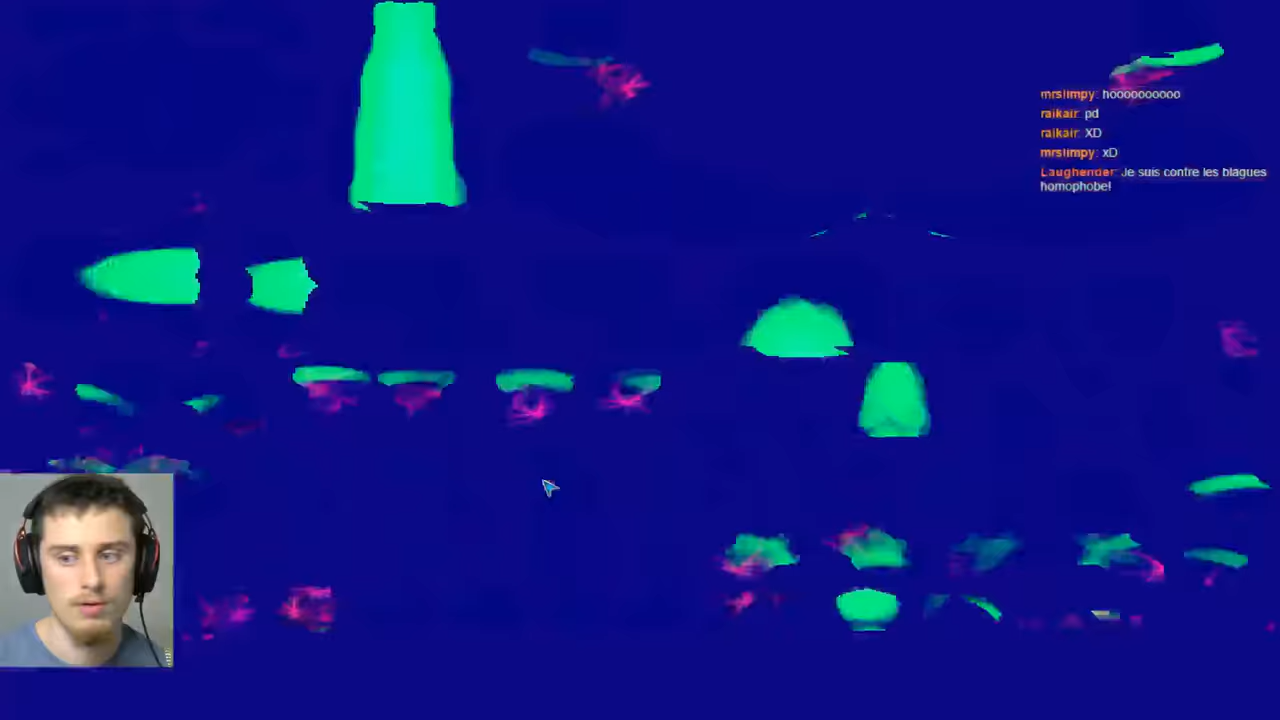 mrslimpy: hoooooooooo
raikair: pd
raikair: XD
mrslimpy: xD
Laughender: Je suis contre les blagues
homophobe!